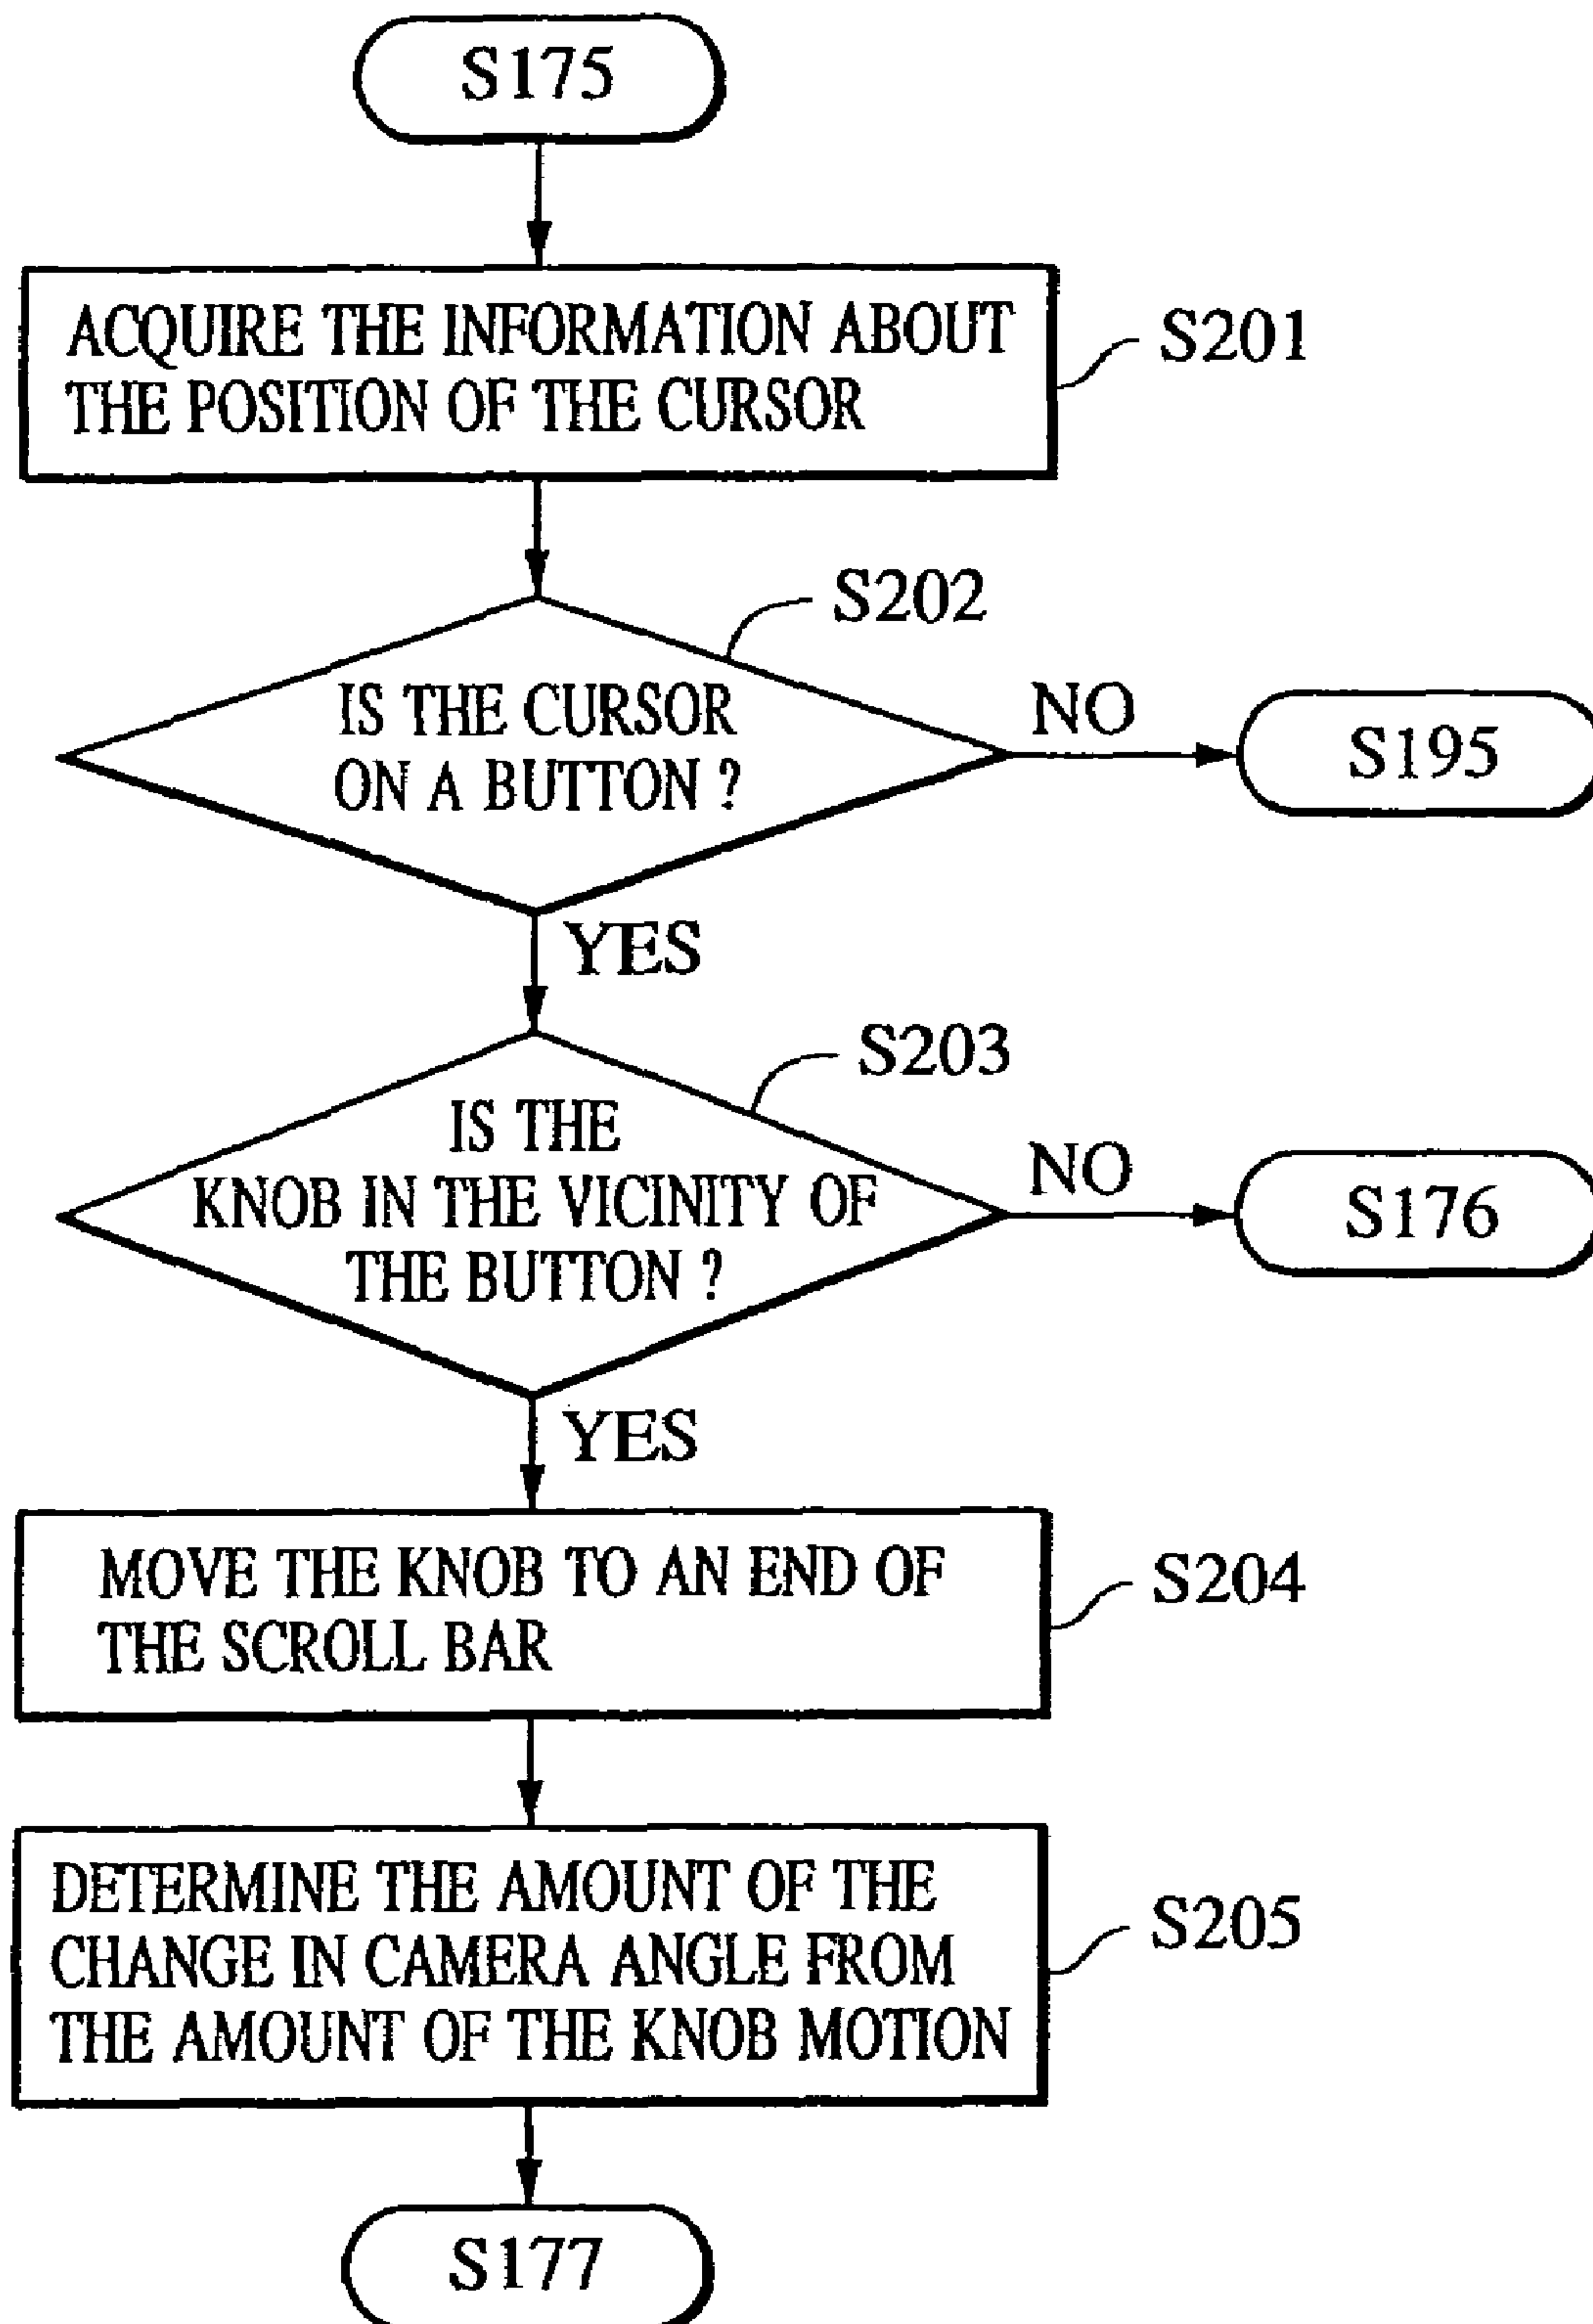 S175
ACQUIRE THE INFORMATION ABOUT
THE POSITION OF THE CURSOR
S201
S202
IS THE CURSOR
ON A BUTTON ?
NO
S195
YES
S203
IS THE
KNOB IN THE VICINITY OF
THE BUTTON ?
NO
S176
YES
MOVE THE KNOB TO AN END OF
THE SCROLL BAR
S204
DETERMINE THE AMOUNT OF THE
CHANGE IN CAMERA ANGLE FROM
THE AMOUNT OF THE KNOB MOTION
S205
S177